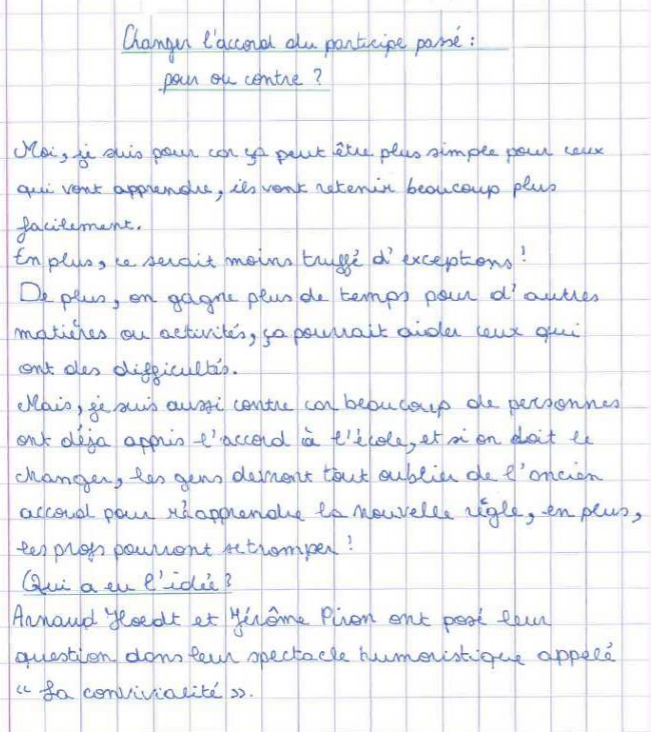 Changer l'accord du participe passé :
pour ou contre ?
Moi, je suis pour car ça peut être plus simple pour ceux
qui vont apprendre, ils vont retenir beaucoup plus
facilement.
En plus, ce serait moins truffé d'exceptions !
De plus, on gagne plus de temps pour d'autres
matières ou activités, ça pourrait aider ceux qui
ont des difficultés.
Mais, je suis aussi contre car beaucoup de personnes
ont déja appris l'accord à l'école, et si on doit le
changer, les gens devront tout oublier de l'ancien
accord pour réapprendre la nouvelle règle, en plus,
les profs pourront se tromper !
Qui a eu l'idée ?
Arnaud Hoedt et Jérôme Piron ont posé leur
question dans leur spectacle humoristique appelé
« La convivialité ».